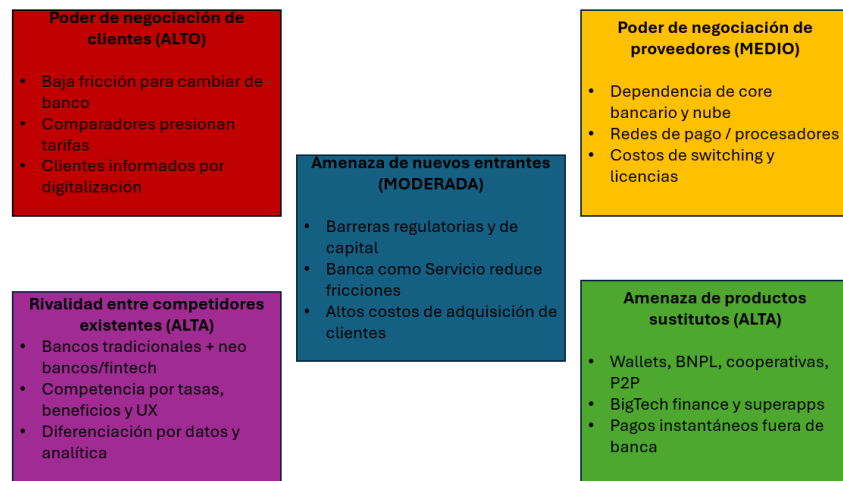 Poder de negociación de
clientes (ALTO)
• Baja fricción para cambiar de
banco
• Comparadores presionan
tarifas
• Clientes informados por
digitalización
Poder de negociación de
proveedores (MEDIO)
• Dependencia de core
bancario y nube
• Redes de pago / procesadores
• Costos de switching y
licencias
Amenaza de nuevos entrantes
(MODERADA)
• Barreras regulatorias y de
capital
• Banca como Servicio reduce
fricciones
• Altos costos de adquisición de
clientes
Rivalidad entre competidores
existentes (ALTA)
• Bancos tradicionales + neo
bancos/fintech
• Competencia por tasas,
beneficios y UX
• Diferenciación por datos y
analítica
Amenaza de productos
sustitutos (ALTA)
• Wallets, BNPL, cooperativas,
P2P
• BigTech finance y superapps
• Pagos instantáneos fuera de
banca